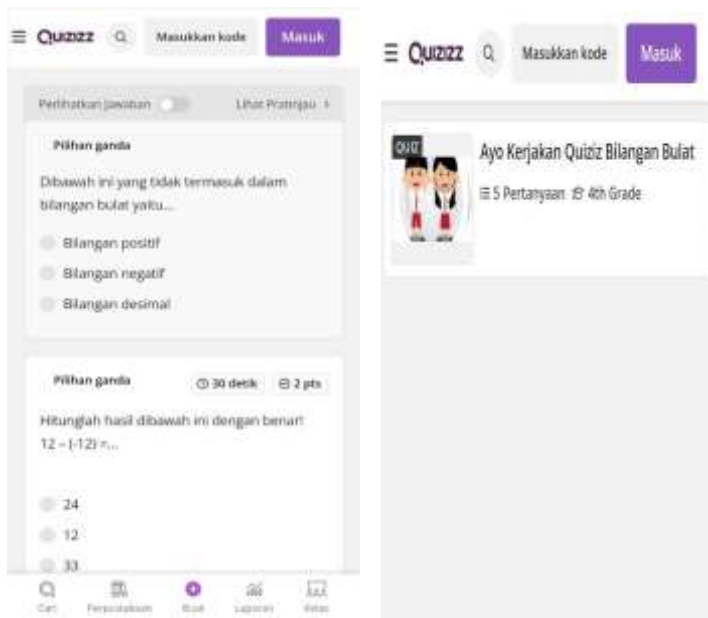 Quizizz
Masukkan kode
Masuk
Perlihatkan Jawaban
Lihat Pratinjau >
Pilihan ganda
Dibawah ini yang tidak termasuk dalam
bilangan bulat yaitu...
Bilangan positif
Bilangan negatif
Bilangan desimal
Pilihan ganda
30 detik
2 pts
Hitunglah hasil dibawah ini dengan benar!
12 – (-12) =...
24
12
33
Cari
Perpustakaan
Buat
Laporan
Kelas
Quizizz
Masukkan kode
Masuk
QUIZ
Ayo Kerjakan Quiziz Bilangan Bulat
5 Pertanyaan
4th Grade